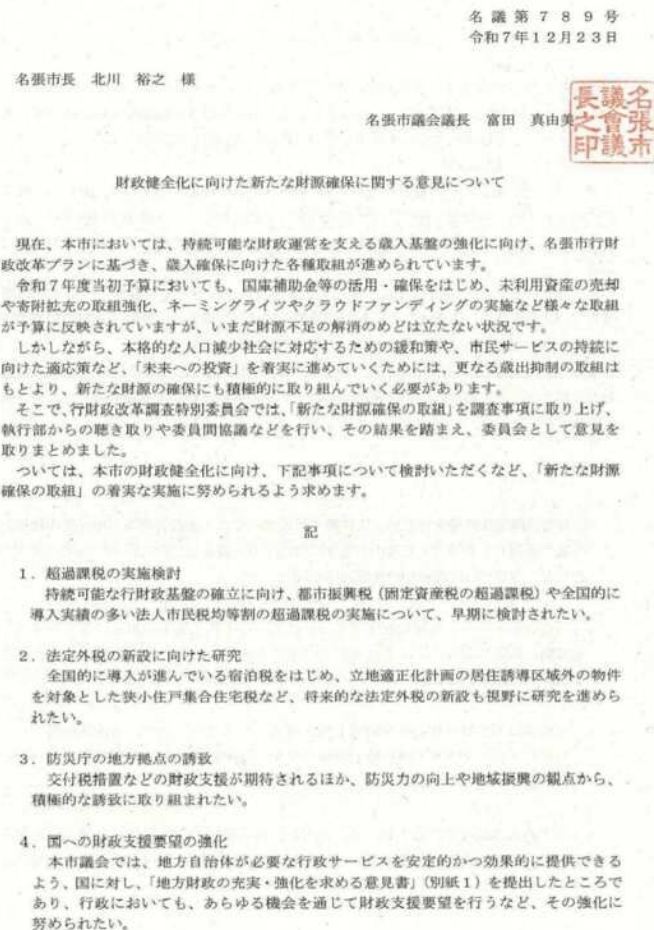 名議第789号
令和7年12月23日
名張市長 北川 裕之 様
名張市議会議長 富田 真由美
名張市議會議長之印
財政健全化に向けた新たな財源確保に関する意見について
現在、本市においては、持続可能な財政運営を支える歳入基盤の強化に向け、名張市行財
政改革プランに基づき、歳入確保に向けた各種取組が進められています。
令和7年度当初予算においても、国庫補助金等の活用・確保をはじめ、未利用資産の売却
や寄附拡充の取組強化、ネーミングライツやクラウドファンディングの実施など様々な取組
が予算に反映されていますが、いまだ財源不足の解消のめどは立たない状況です。
しかしながら、本格的な人口減少社会に対応するための緩和策や、市民サービスの持続に
向けた適応策など、「未来への投資」を着実に進めていくためには、更なる歳出抑制の取組は
もとより、新たな財源の確保にも積極的に取り組んでいく必要があります。
そこで、行財政改革調査特別委員会では、「新たな財源確保の取組」を調査事項に取り上げ、
執行部からの聴き取りや委員間協議などを行い、その結果を踏まえ、委員会として意見を
取りまとめました。
ついては、本市の財政健全化に向け、下記事項について検討いただくなど、「新たな財源
確保の取組」の着実な実施に努められるよう求めます。
記
1.超過課税の実施検討
持続可能な行財政基盤の確立に向け、都市振興税(固定資産税の超過課税)や全国的に
導入実績の多い法人市民税均等割の超過課税の実施について、早期に検討されたい。
2.法定外税の新設に向けた研究
全国的に導入が進んでいる宿泊税をはじめ、立地適正化計画の居住誘導区域外の物件
を対象とした狭小住戸集合住宅税など、将来的な法定外税の新設も視野に研究を進めら
れたい。
3.防災庁の地方拠点の誘致
交付税措置などの財政支援が期待されるほか、防災力の向上や地域振興の観点から、
積極的な誘致に取り組まれたい。
4.国への財政支援要望の強化
本市議会では、地方自治体が必要な行政サービスを安定的かつ効果的に提供できる
よう、国に対し、「地方財政の充実・強化を求める意見書」(別紙1)を提出したところで
あり、行政においても、あらゆる機会を通じて財政支援要望を行うなど、その強化に
努められたい。